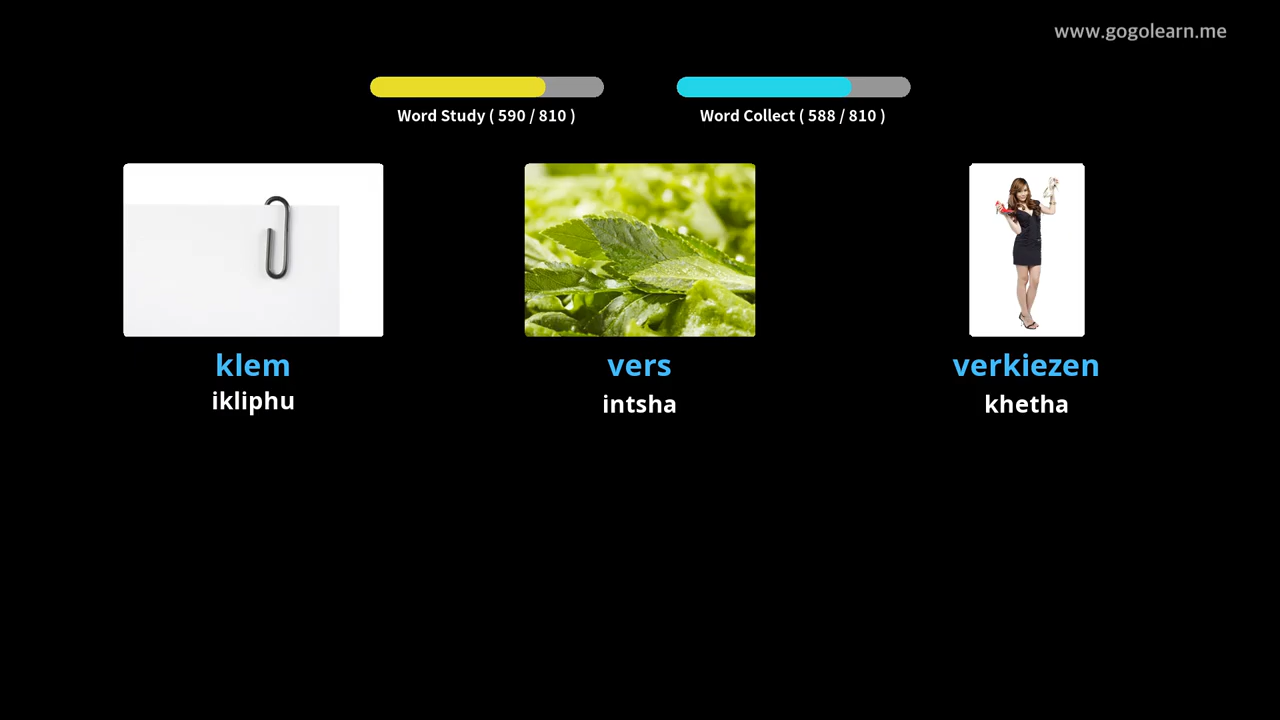 www.gogolearn.me
Word Study ( 590 / 810 )
Word Collect ( 588 / 810 )
klem
ikliphu
vers
intsha
verkiezen
khetha